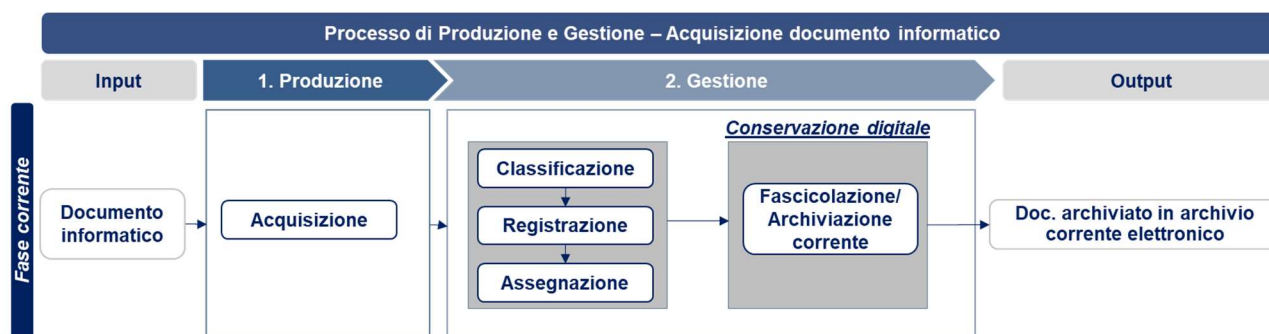 Processo di Produzione e Gestione – Acquisizione documento informatico
Input
1. Produzione
2. Gestione
Output
Fase corrente
Documento
informatico
Acquisizione
Classificazione
Registrazione
Assegnazione
Conservazione digitale
Fascicolazione/
Archiviazione
corrente
Doc. archiviato in archivio
corrente elettronico